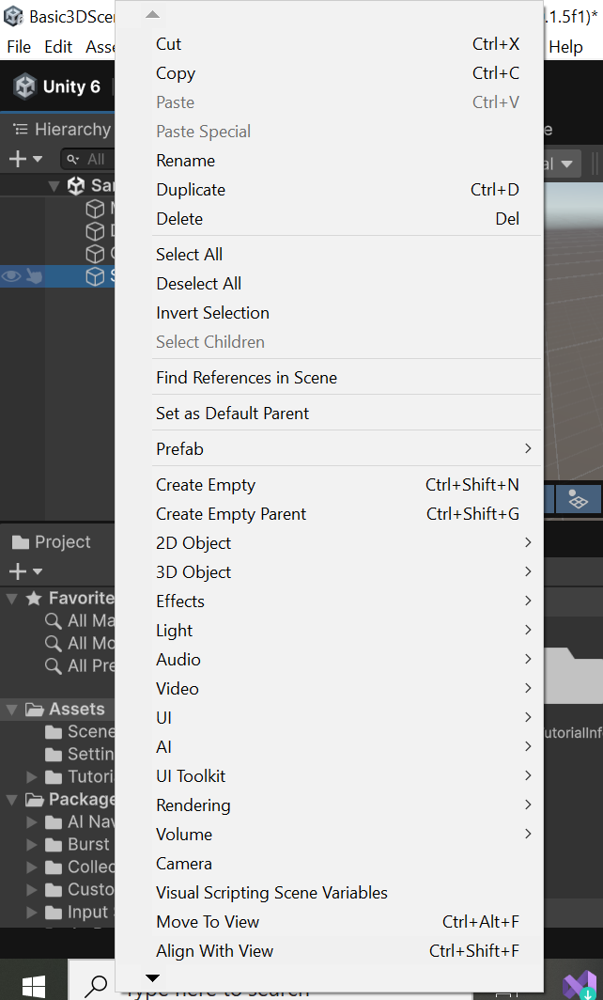 Basic3DScen
.1.5f1)*
File Edit Asse
Help
Unity 6
Hierarchy
All
Cut Ctrl+X
Copy Ctrl+C
Paste Ctrl+V
Paste Special
Rename
Duplicate Ctrl+D
Delete Del
Select All
Deselect All
Invert Selection
Select Children
Find References in Scene
Set as Default Parent
Prefab
Create Empty Ctrl+Shift+N
Create Empty Parent Ctrl+Shift+G
2D Object
3D Object
Effects
Light
Audio
Video
UI
AI
UI Toolkit
Rendering
Volume
Camera
Visual Scripting Scene Variables
Move To View Ctrl+Alt+F
Align With View Ctrl+Shift+F
Project
Favorite
All Ma
All Mo
All Pre
Assets
Scene
Settin
Tutori
utorialInf
Package
AI Nav
Burst
Collec
Custo
Input
Type here to search